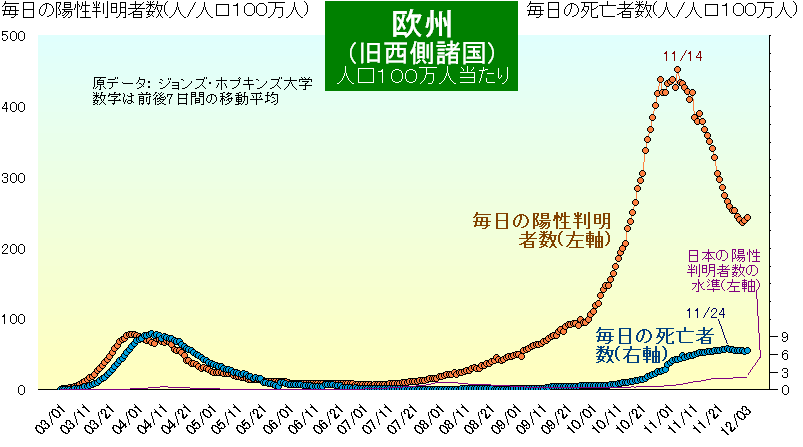 毎日の陽性判明者数(人/人口100万人)
欧州
(旧西側諸国)
人口100万人当たり
毎日の死亡者数(人/人口100万人)
原データ: ジョンズ・ホプキンズ大学
数字は前後7日間の移動平均
500
400
300
200
100
0
11/14
毎日の陽性判明
者数(左軸)
日本の陽性
判明者数の
水準(左軸)
11/24
毎日の死亡者
数(右軸)
9
6
3
0
03/01
03/11
03/21
04/01
04/11
04/21
05/01
05/11
05/21
06/01
06/11
06/21
07/01
07/11
07/21
08/01
08/11
08/21
09/01
09/11
09/21
10/01
10/11
10/21
11/01
11/11
11/21
12/03